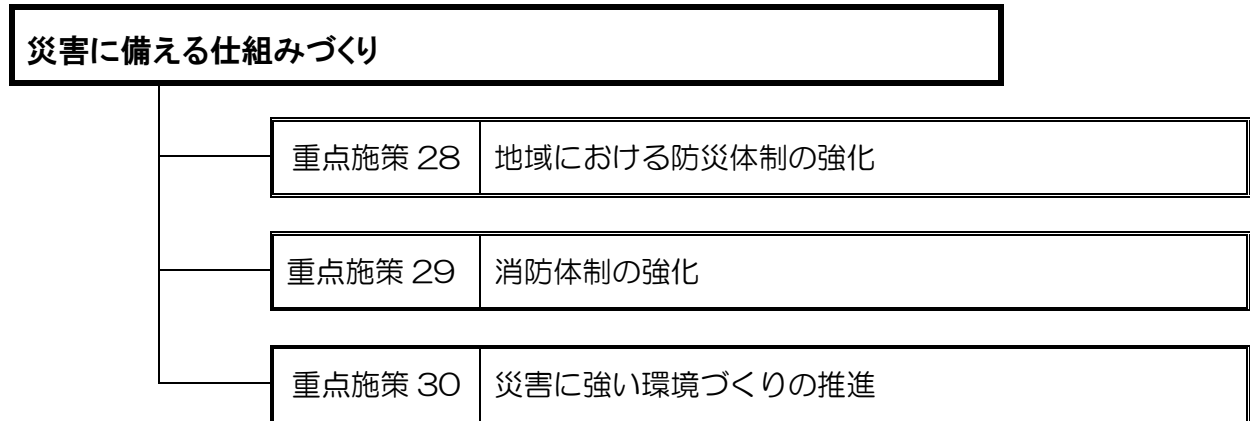 災害に備える仕組みづくり
重点施策 28 地域における防災体制の強化
重点施策 29 消防体制の強化
重点施策 30 災害に強い環境づくりの推進